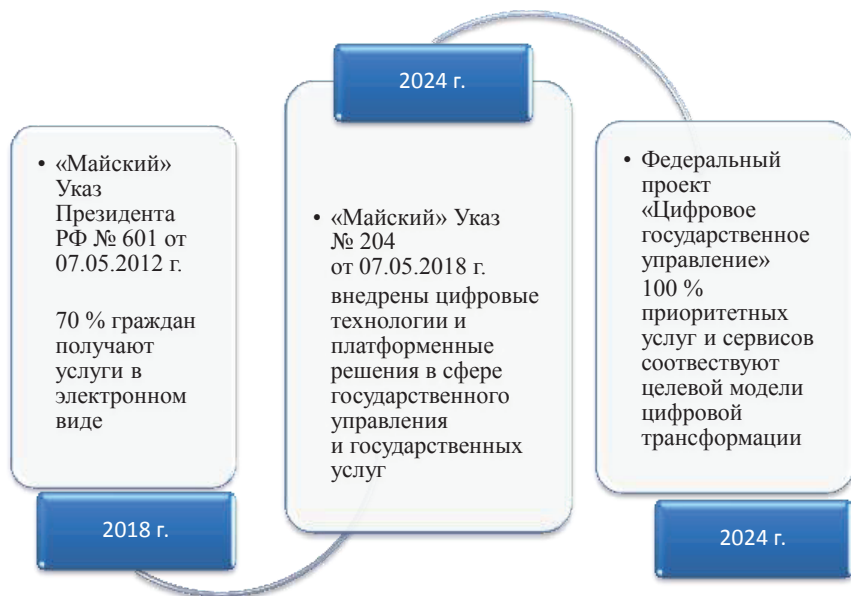 • «Майский»
Указ
Президента
РФ № 601 от
07.05.2012 г.
70 % граждан
получают
услуги в
электронном
виде
2018 г.
2024 г.
• «Майский» Указ
№ 204
от 07.05.2018 г.
внедрены цифровые
технологии и
платформенные
решения в сфере
государственного
управления
и государственных
услуг
• Федеральный
проект
«Цифровое
государственное
управление»
100 %
приоритетных
услуг и сервисов
соотвествуют
целевой модели
цифровой
трансформации
2024 г.